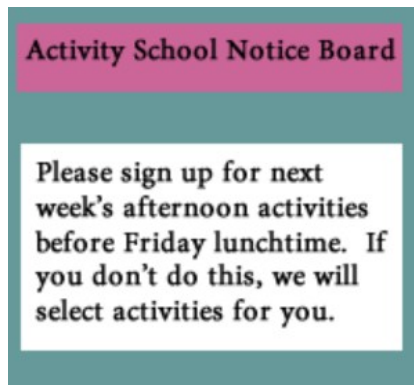 Activity School Notice Board
Please sign up for next
week's afternoon activities
before Friday lunchtime.  If
you don't do this, we will
select activities for you.